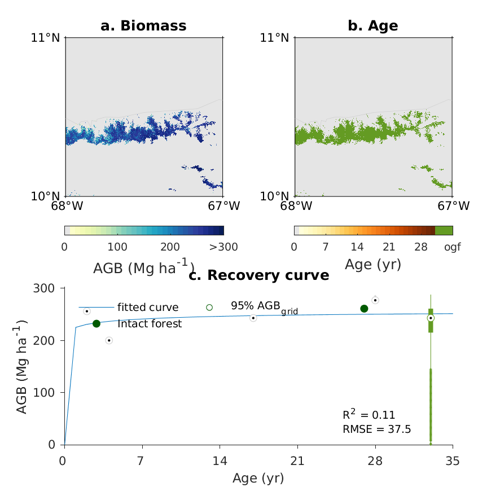 a. Biomass
b. Age
11°N
11°N
10°N
10°N
68°W
67°W
68°W
67°W
0
100
200
>300
0
7
14
21
28
ogf
AGB (Mg ha⁻¹)
Age (yr)
c. Recovery curve
300
200
100
0
AGB (Mg ha⁻¹)
fitted curve
95% AGB_grid
Intact forest
R² = 0.11
RMSE = 37.5
0
7
14
21
28
35
Age (yr)